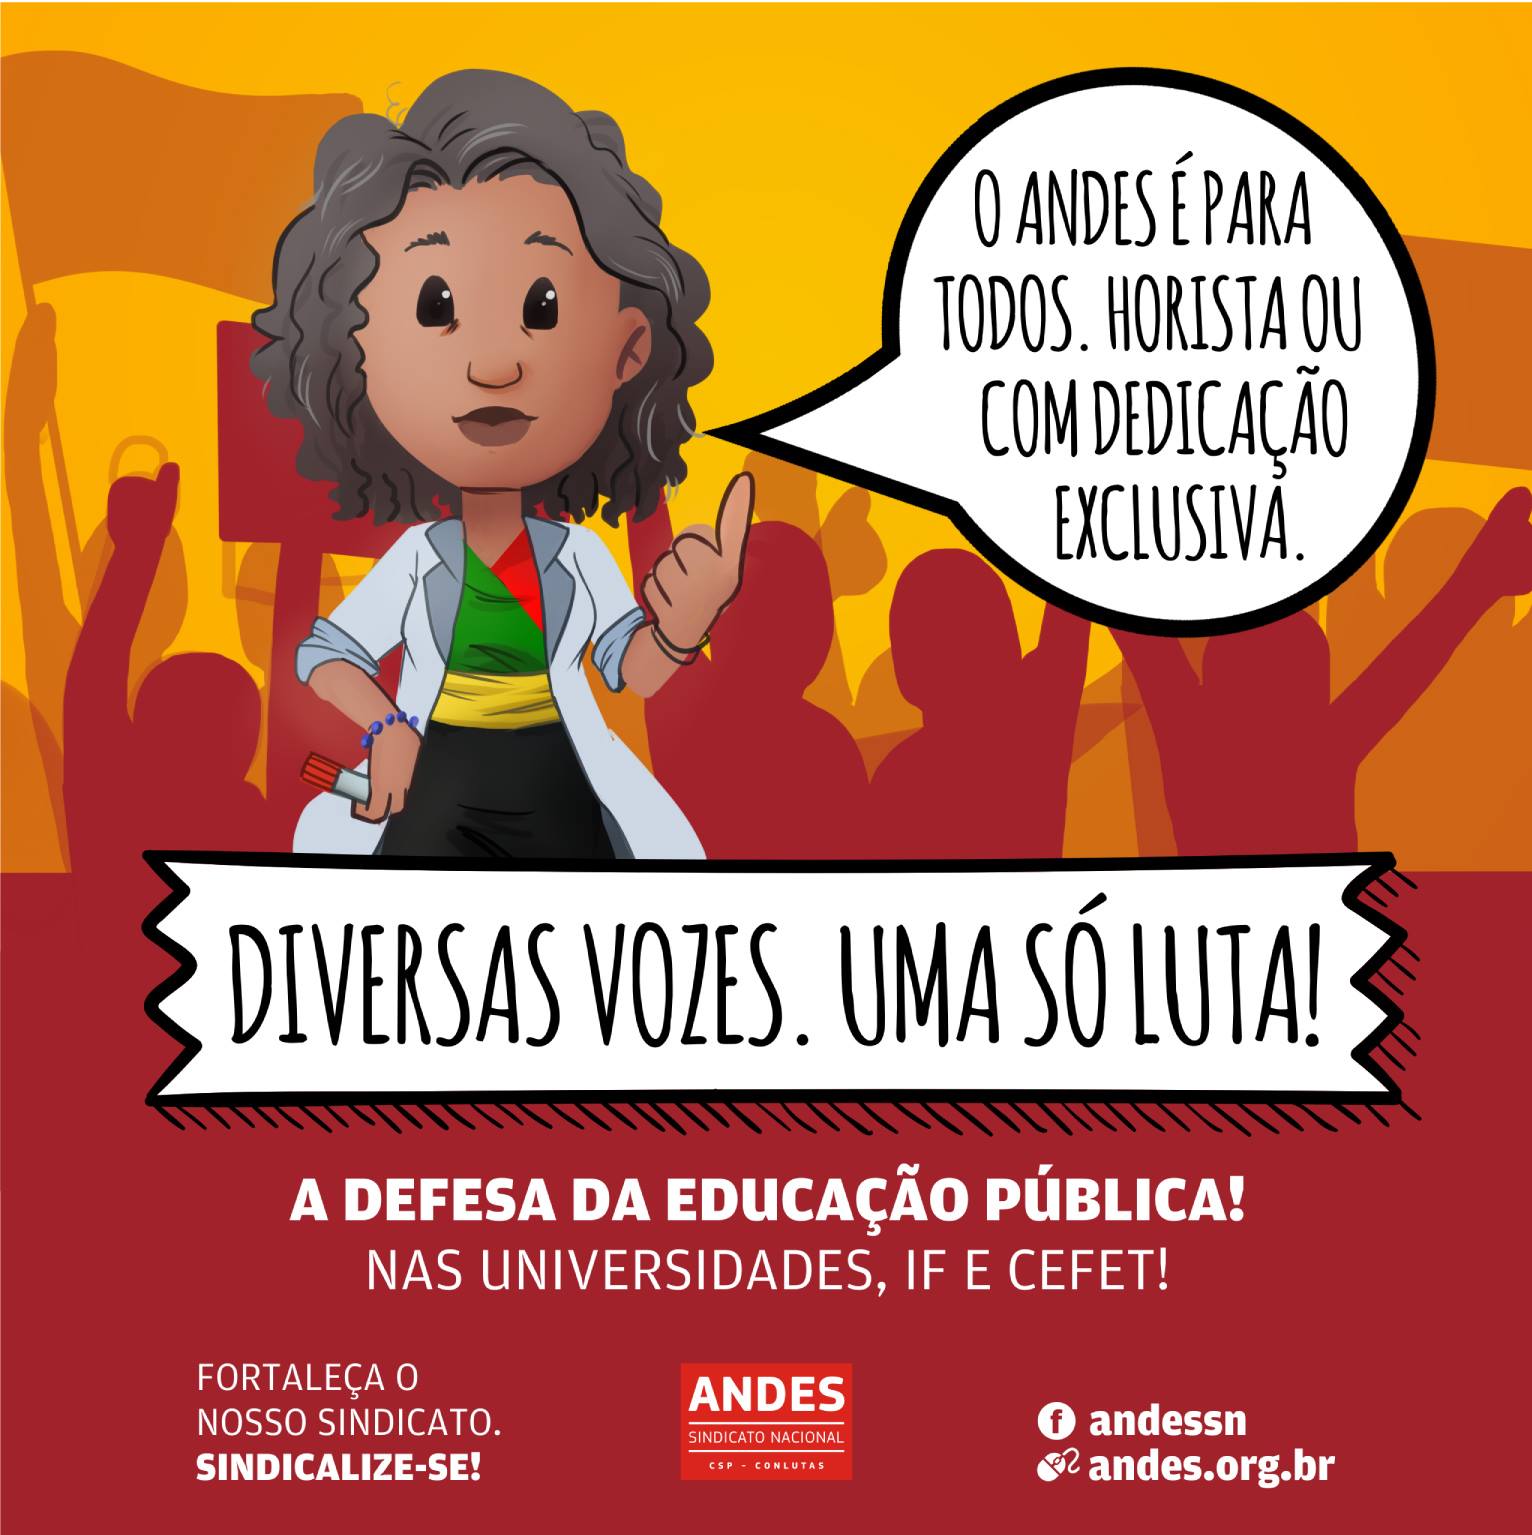 O ANDES É PARA
TODOS. HORISTA OU
COM DEDICAÇÃO
EXCLUSIVA.
DIVERSAS VOZES. UMA SÓ LUTA!
A DEFESA DA EDUCAÇÃO PÚBLICA!
NAS UNIVERSIDADES, IF E CEFET!
FORTALEÇA O
NOSSO SINDICATO.
SINDICALIZE-SE!
ANDES
SINDICATO NACIONAL
CSP - CONLUTAS
andessn
andes.org.br